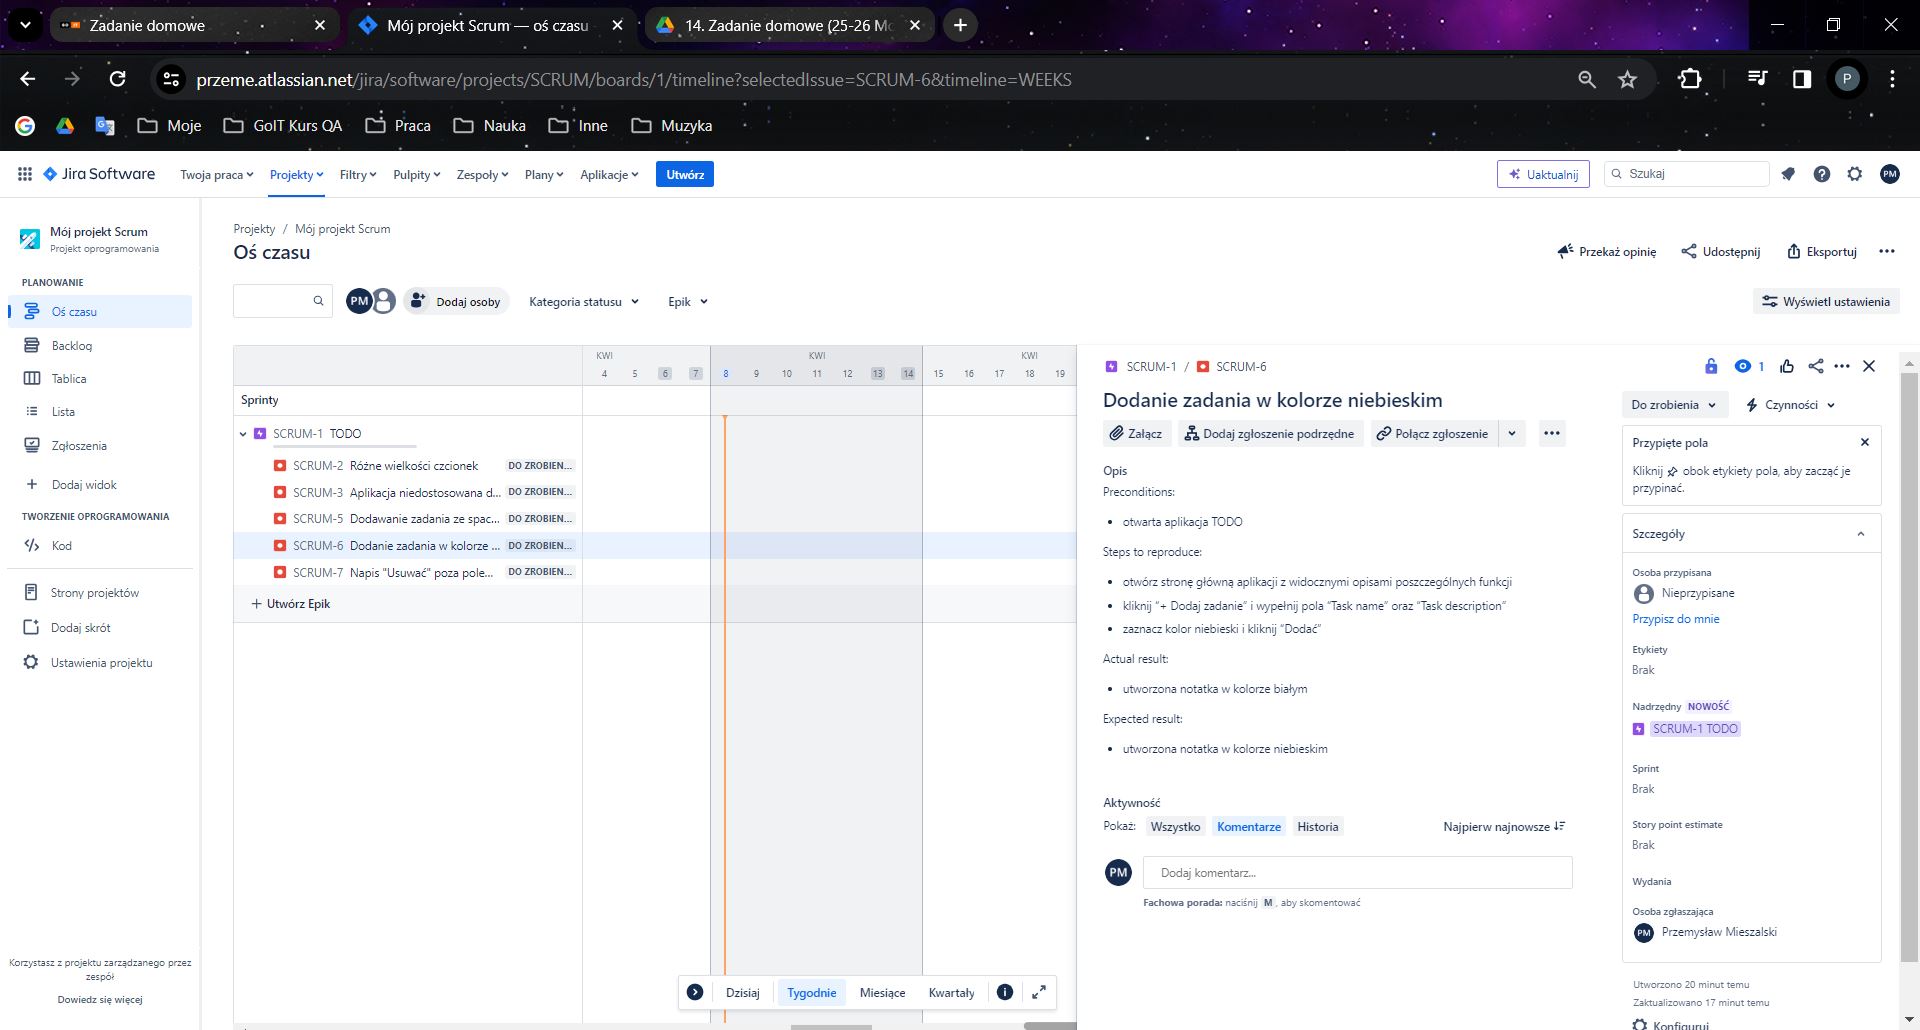 Zadanie domowe
Mój projekt Scrum — oś czasu
14. Zadanie domowe (25-26 Mo
przeme.atlassian.net/jira/software/projects/SCRUM/boards/1/timeline?selectedIssue=SCRUM-6&timeline=WEEKS
P
Moje
GoIT Kurs QA
Praca
Nauka
Inne
Muzyka
Jira Software
Twoja praca
Projekty
Filtry
Pulpity
Zespoły
Plany
Aplikacje
Utwórz
Uaktualnij
Szukaj
PM
Mój projekt Scrum
Projekt oprogramowania
PLANOWANIE
Oś czasu
Backlog
Tablica
Lista
Zgłoszenia
Dodaj widok
TWORZENIE OPROGRAMOWANIA
Kod
Strony projektów
Dodaj skrót
Ustawienia projektu
Korzystasz z projektu zarządzanego przez
zespół
Dowiedz się więcej
Projekty / Mój projekt Scrum
Oś czasu
Przekaż opinię
Udostępnij
Eksportuj
PM
Dodaj osoby
Kategoria statusu
Epik
Wyświetl ustawienia
KWI KWI KWI
4 5 6 7 8 9 10 11 12 13 14 15 16 17 18 19
Sprinty
SCRUM-1 TODO
SCRUM-2 Różne wielkości czcionek DO ZROBIEN...
SCRUM-3 Aplikacja niedostosowana d... DO ZROBIEN...
SCRUM-5 Dodawanie zadania ze spac... DO ZROBIEN...
SCRUM-6 Dodanie zadania w kolorze ... DO ZROBIEN...
SCRUM-7 Napis "Usuwać" poza pole... DO ZROBIEN...
+ Utwórz Epik
Dzisiaj
Tygodnie
Miesiące
Kwartały
SCRUM-1 / SCRUM-6
1
Dodanie zadania w kolorze niebieskim
Załącz
Dodaj zgłoszenie podrzędne
Połącz zgłoszenie
Opis
Preconditions:
• otwarta aplikacja TODO
Steps to reproduce:
• otwórz stronę główną aplikacji z widocznymi opisami poszczególnych funkcji
• kliknij "+ Dodaj zadanie" i wypełnij pola "Task name" oraz "Task description"
• zaznacz kolor niebieski i kliknij "Dodać"
Actual result:
• utworzona notatka w kolorze białym
Expected result:
• utworzona notatka w kolorze niebieskim
Aktywność
Pokaż: Wszystko Komentarze Historia
Najpierw najnowsze
PM
Dodaj komentarz...
Fachowa porada: naciśnij M, aby skomentować
Do zrobienia
Czynności
Przypięte pola
Kliknij obok etykiety pola, aby zacząć je
przypinać.
Szczegóły
Osoba przypisana
Nieprzypisane
Przypisz do mnie
Etykiety
Brak
Nadrzędny NOWOŚĆ
SCRUM-1 TODO
Sprint
Brak
Story point estimate
Brak
Wydania
Osoba zgłaszająca
PM Przemysław Mieszalski
Utworzono 20 minut temu
Zaktualizowano 17 minut temu
Konfiguruj